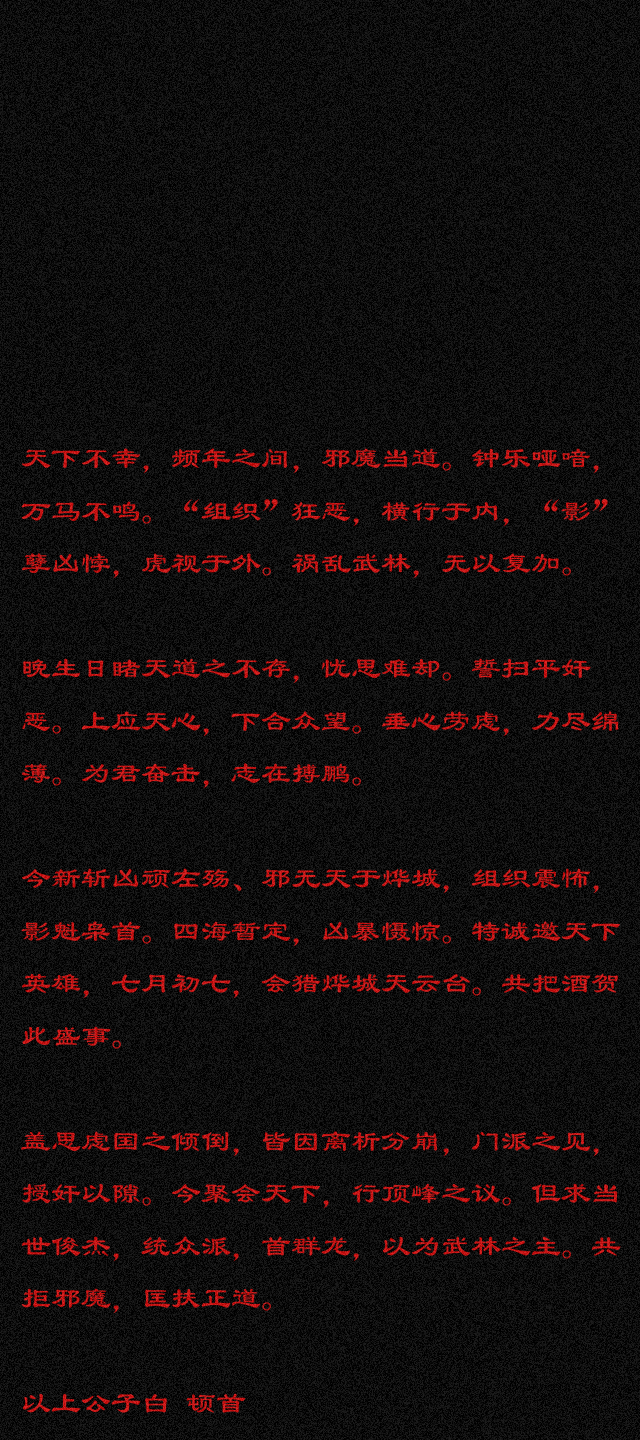 天下不幸，频年之间，邪魔当道。钟乐哑喑，
万马不鸣。“组织”狂恶，横行于内，“影”
孽凶悖，虎视于外。祸乱武林，无以复加。
晚生日睹天道之不存，忧思难却。誓扫平奸
恶。上应天心，下合众望。垂心劳虑，力尽绵
薄。为君奋击，志在搏鹏。
今新斩凶顽左殇、邪无天于烨城，组织震怖，
影魁枭首。四海暂定，凶暴慑惊。特诚邀天下
英雄，七月初七，会猎烨城天云台。共把酒贺
此盛事。
盖思虑国之倾倒，皆因离析分崩，门派之见，
授奸以隙。今聚会天下，行顶峰之议。但求当
世俊杰，统众派，首群龙，以为武林之主。共
拒邪魔，匡扶正道。
以上公子白 顿首